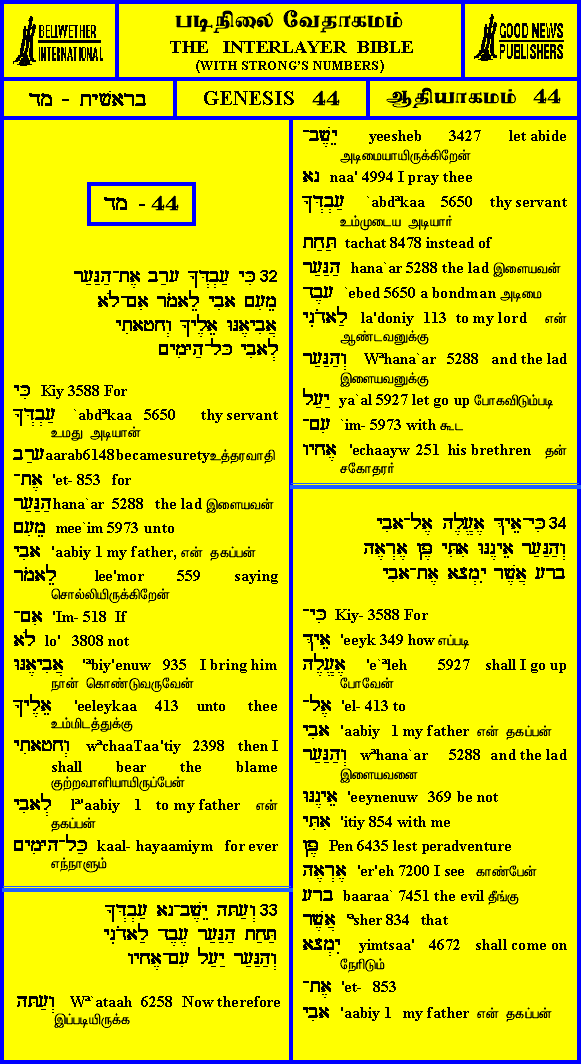 BELLWETHER
INTERNATIONAL
படிநிலை வேதாகமம்
THE INTERLAYER BIBLE
(WITH STRONG'S NUMBERS)
GOOD NEWS
PUBLISHERS
בראשית - מד
GENESIS 44
ஆதியாகமம் 44
מד - 44
32 כִּי עַבְדְּךָ עָרַב אֶת־הַנַּעַר
מֵעִם אָבִי לֵאמֹר אִם־לֹא
אֲבִיאֶנּוּ אֵלֶיךָ וְחָטָאתִי
לְאָבִי כָּל־הַיָּמִים
כִּי Kiy 3588 For
עַבְדְּךָ `abdªkaa 5650 thy servant
உமது அடியான்
עָרַב aarab6148becamesurety உத்தரவாதி
אֶת־ 'et- 853 for
הַנַּעַר hana`ar 5288 the lad இளையவன்
מֵעִם mee`im 5973 unto
אָבִי 'aabiy 1 my father, என் தகப்பன்
לֵאמֹר lee'mor 559 saying
சொல்லியிருக்கிறேன்
אִם־ 'Im- 518 If
לֹא lo' 3808 not
אֲבִיאֶנּוּ 'ªbiy'enuw 935 I bring him
நான் கொண்டுவருவேன்
אֵלֶיךָ 'eeleykaa 413 unto thee
உம்மிடத்துக்கு
וְחָטָאתִי wªchaaTaa'tiy 2398 then I
shall bear the blame
குற்றவாளியாயிருப்பேன்
לְאָבִי lª'aabiy 1 to my father என்
தகப்பன்
כָּל־הַיָּמִים kaal- hayaamiym for ever
எந்நாளும்
33 וְעַתָּה יֵשֶׁב־נָא עַבְדְּךָ
תַּחַת הַנַּעַר עֶבֶד לַאדֹנִי
וְהַנַּעַר יַעַל עִם־אֶחָיו
וְעַתָּה Wª`ataah 6258 Now therefore
இப்படியிருக்க
יֵשֶׁב־ yeesheb 3427 let abide
அடிமையாயிருக்கிறேன்
נָא naa' 4994 I pray thee
עַבְדְּךָ `abdªkaa 5650 thy servant
உம்முடைய அடியார்
תַּחַת tachat 8478 instead of
הַנַּעַר hana`ar 5288 the lad இளையவன்
עֶבֶד `ebed 5650 a bondman அடிமை
לַאדֹנִי la'doniy 113 to my lord என்
ஆண்டவனுக்கு
וְהַנַּעַר Wªhana`ar 5288 and the lad
இளையவனுக்கு
יַעַל ya`al 5927 let go up போகவிடும்படி
עִם־ `im- 5973 with கூட
אֶחָיו 'echaayw 251 his brethren தன்
சகோதரர்
34 כִּי־אֵיךְ אֶעֱלֶה אֶל־אָבִי
וְהַנַּעַר אֵינֶנּוּ אִתִּי פֶּן אֶרְאֶה
בָרָע אֲשֶׁר יִמְצָא אֶת־אָבִי
כִּי־ Kiy- 3588 For
אֵיךְ 'eeyk 349 how எப்படி
אֶעֱלֶה 'e`ªleh 5927 shall I go up
போவேன்
אֶל־ 'el- 413 to
אָבִי 'aabiy 1 my father என் தகப்பன்
וְהַנַּעַר wªhana`ar 5288 and the lad
இளையவனை
אֵינֶנּוּ 'eeynenuw 369 be not
אִתִּי 'itiy 854 with me
פֶּן Pen 6435 lest peradventure
אֶרְאֶה 'er'eh 7200 I see காண்பேன்
בָרָע baaraa` 7451 the evil தீங்கு
אֲשֶׁר ªsher 834 that
יִמְצָא yimtsaa' 4672 shall come on
நேரிடும்
אֶת־ 'et- 853
אָבִי 'aabiy 1 my father என் தகப்பன்